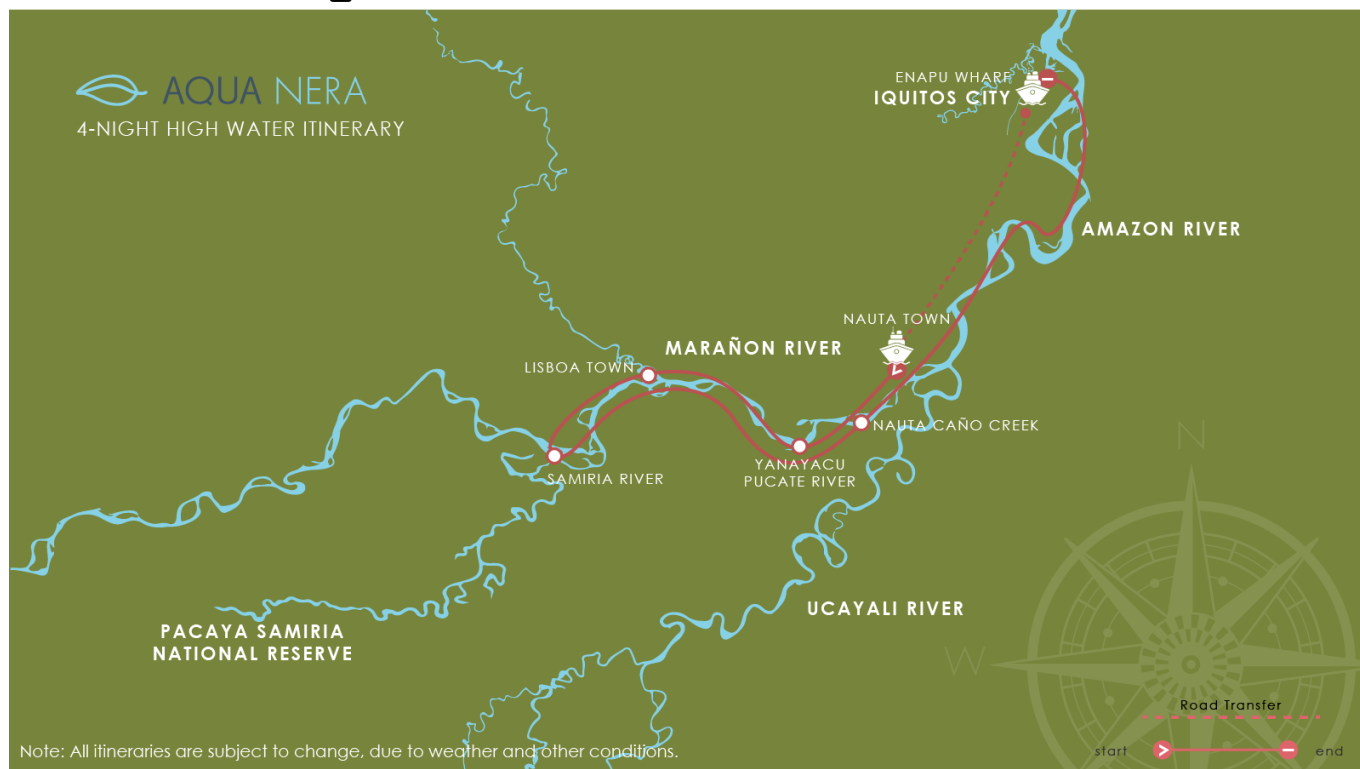 AQUA NERA
4-NIGHT HIGH WATER ITINERARY
ENAPU WHARF
IQUITOS CITY
AMAZON RIVER
NAUTA TOWN
MARAÑON RIVER
LISBOA TOWN
NAUTA CAÑO CREEK
YANAYACU
PUCATE RIVER
SAMIRIA RIVER
N
UCAYALI RIVER
PACAYA SAMIRIA
NATIONAL RESERVE
W
Road Transfer
start
end
Note: All itineraries are subject to change, due to weather and other conditions.